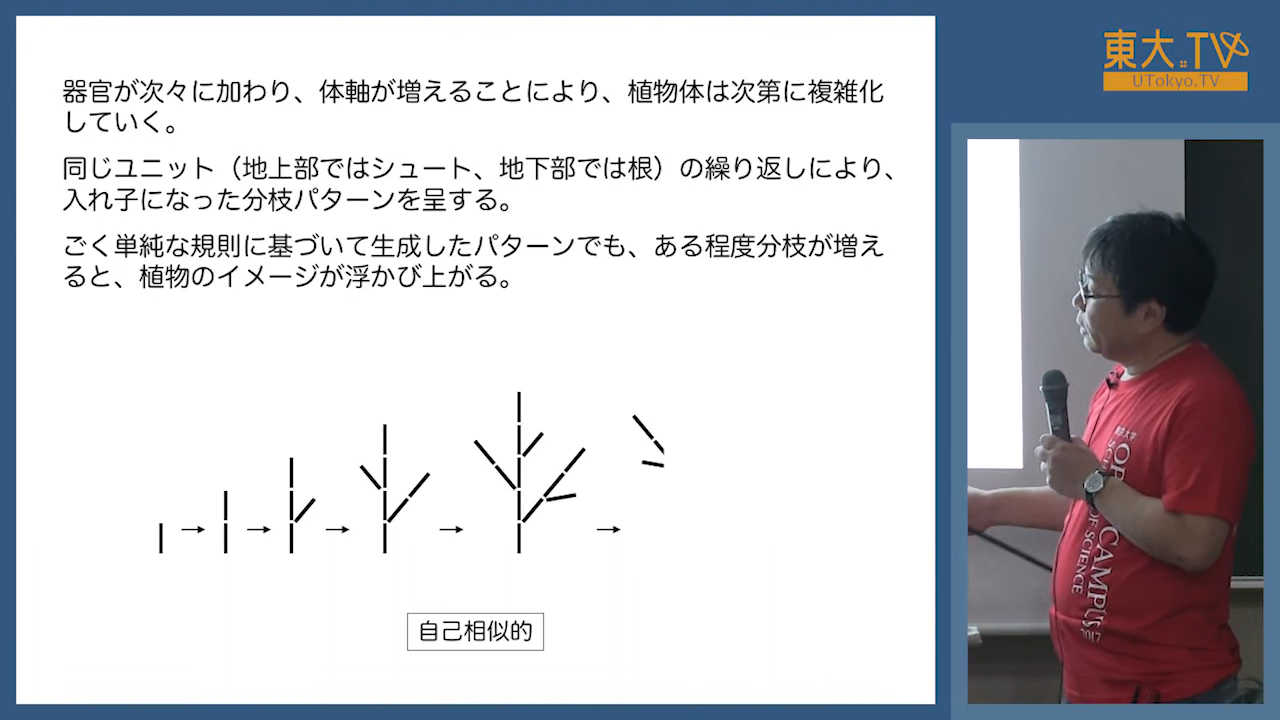 器官が次々に加わり、体軸が増えることにより、植物体は次第に複雑化
していく。
同じユニット（地上部ではシュート、地下部では根）の繰り返しにより、
入れ子になった分枝パターンを呈する。
ごく単純な規則に基づいて生成したパターンでも、ある程度分枝が増え
ると、植物のイメージが浮かび上がる。
自己相似的
東大.TV
UTokyo.TV
OF SCIENCE
CAMPUS
2017